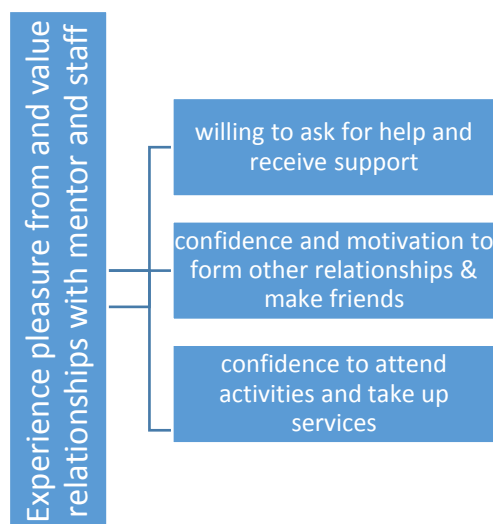 Experience pleasure from and value
relationships with mentor and staff
willing to ask for help and
receive support
confidence and motivation to
form other relationships &
make friends
confidence to attend
activities and take up
services